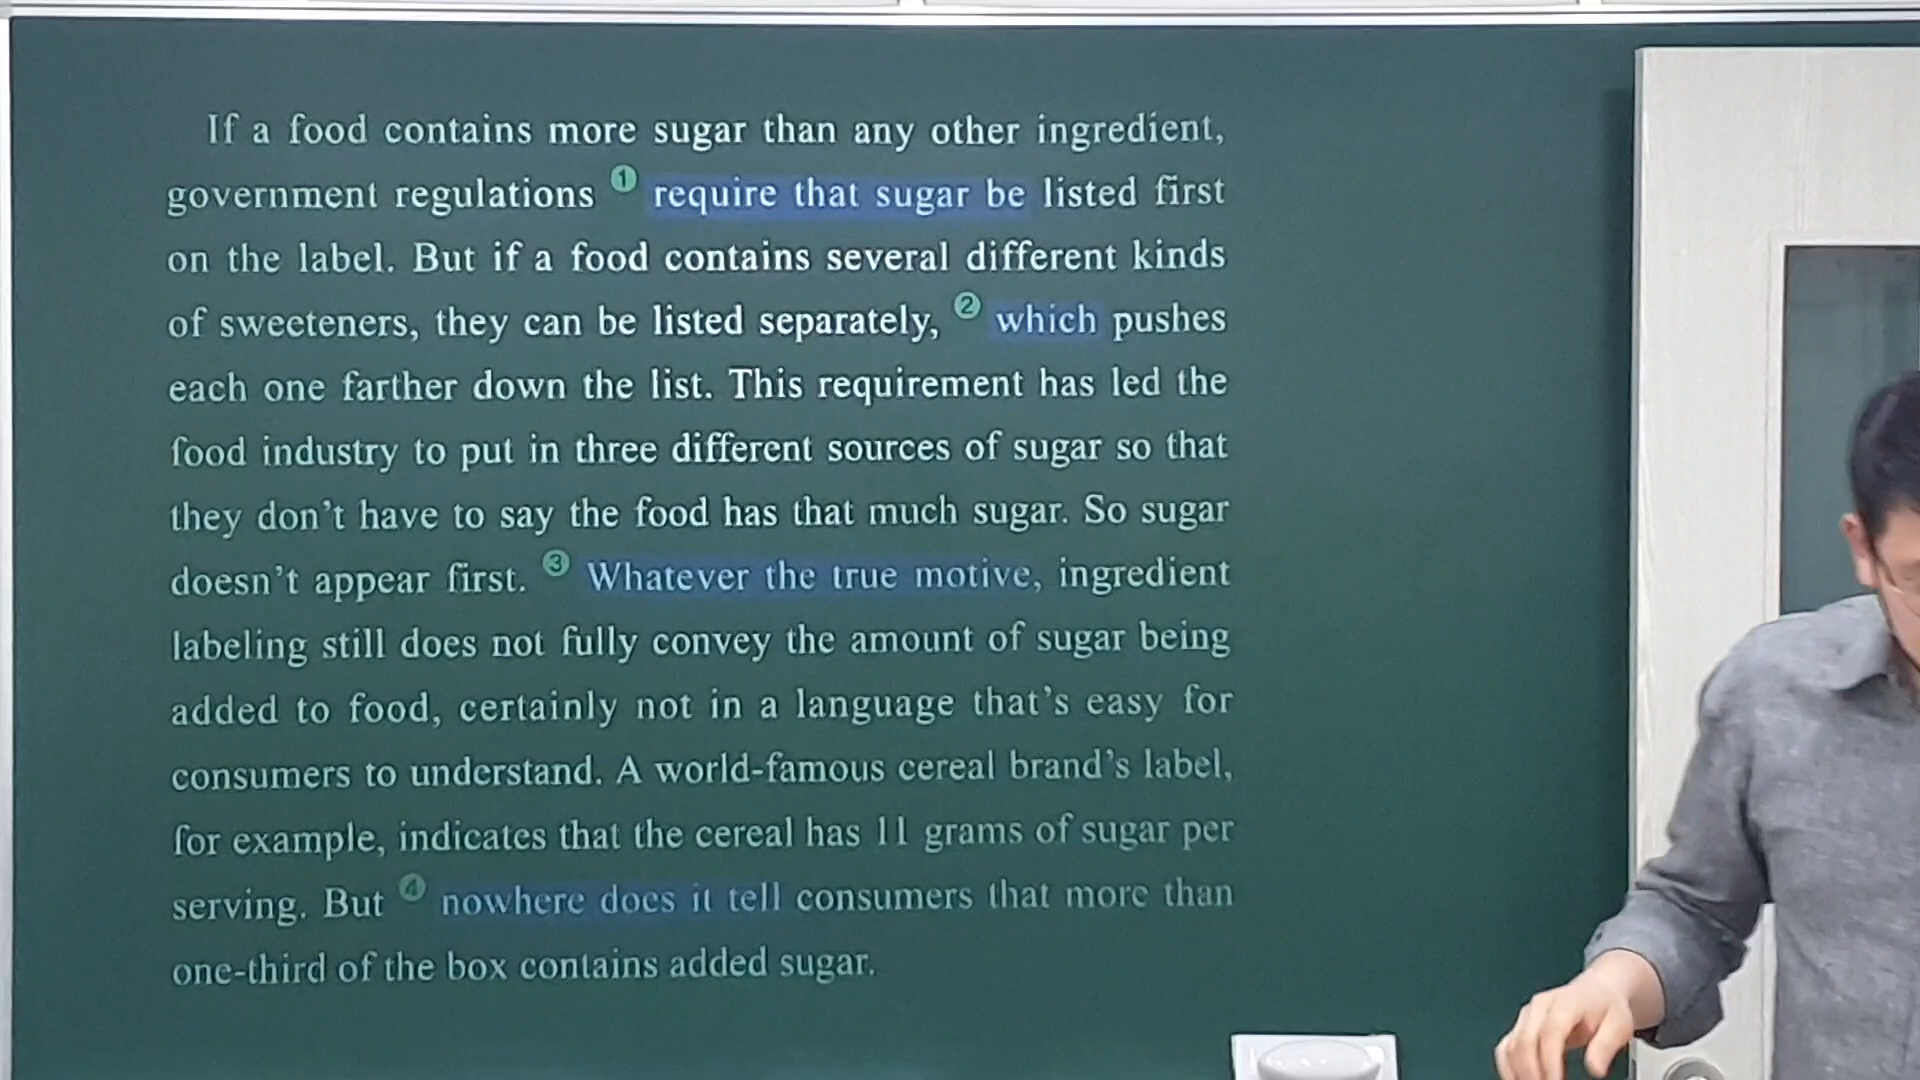 If a food contains more sugar than any other ingredient,
government regulations ① require that sugar be listed first
on the label. But if a food contains several different kinds
of sweeteners, they can be listed separately, ② which pushes
each one farther down the list. This requirement has led the
food industry to put in three different sources of sugar so that
they don’t have to say the food has that much sugar. So sugar
doesn’t appear first. ③ Whatever the true motive, ingredient
labeling still does not fully convey the amount of sugar being
added to food, certainly not in a language that’s easy for
consumers to understand. A world-famous cereal brand’s label,
for example, indicates that the cereal has 11 grams of sugar per
serving. But ④ nowhere does it tell consumers that more than
one-third of the box contains added sugar.